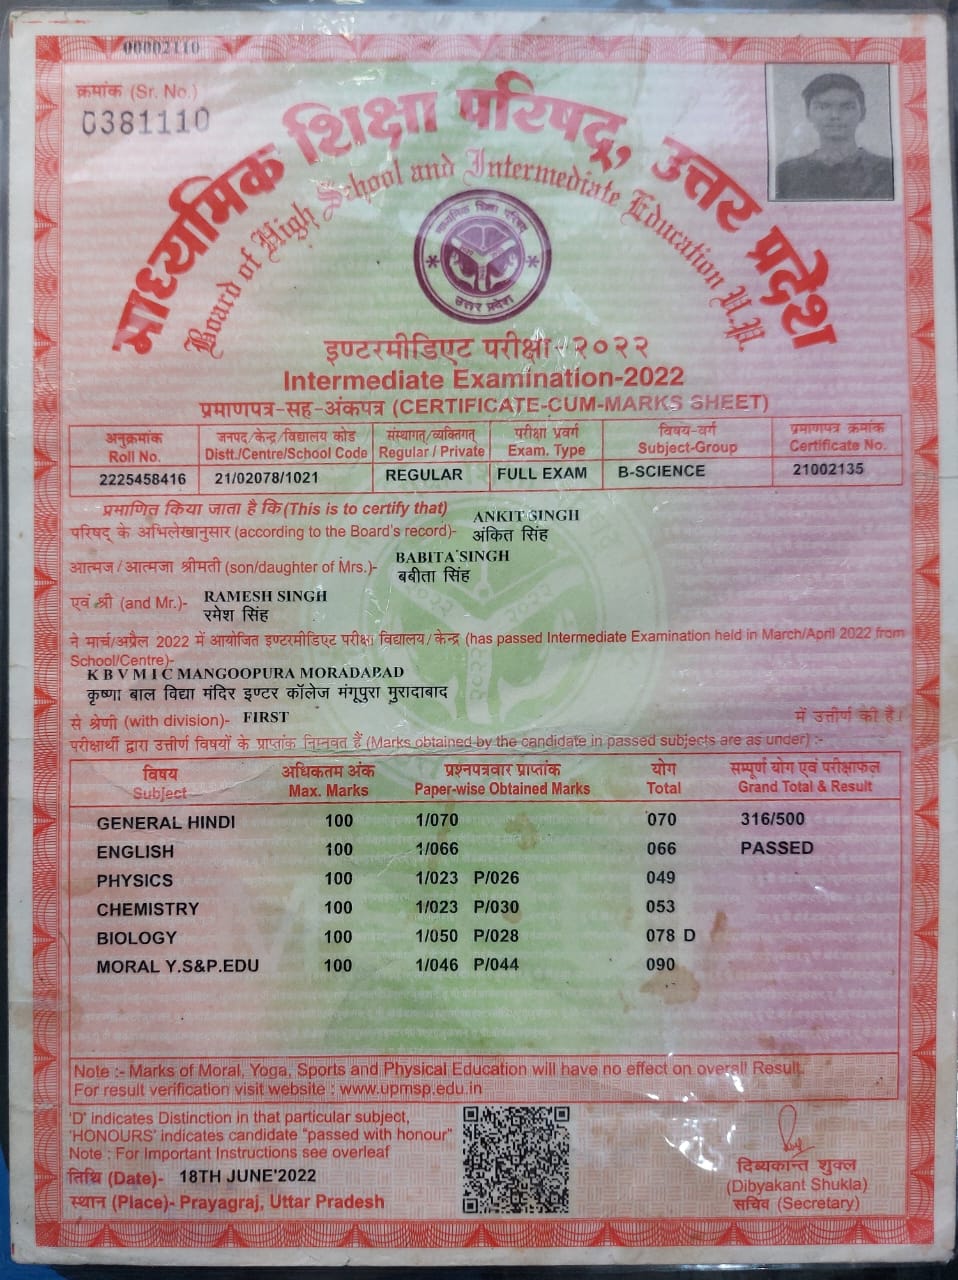 00002110
क्रमांक (Sr. No.)
0381110
माध्यमिक शिक्षा परिषद्, उत्तर प्रदेश
Board of High School and Intermediate Education U.P.
माध्यमिक शिक्षा परिषद्
उत्तर प्रदेश
इण्टरमीडिएट परीक्षा-२०२२
Intermediate Examination-2022
प्रमाणपत्र-सह-अंकपत्र (CERTIFICATE-CUM-MARKS SHEET)
अनुक्रमांक जनपद/केन्द्र/विद्यालय कोड संस्थागत/व्यक्तिगत परीक्षा प्रवर्ग विषय-वर्ग प्रमाणपत्र क्रमांक
Roll No. Distt./Centre/School Code Regular / Private Exam. Type Subject-Group Certificate No.
2225458416 21/02078/1021 REGULAR FULL EXAM B-SCIENCE 21002135
प्रमाणित किया जाता है कि (This is to certify that)
परिषद् के अभिलेखानुसार (according to the Board's record)- ANKIT SINGH
अंकित सिंह
आत्मज/आत्मजा श्रीमती (son/daughter of Mrs.)- BABITA SINGH
बबीता सिंह
एवं श्री (and Mr.)- RAMESH SINGH
रमेश सिंह
ने मार्च/अप्रैल 2022 में आयोजित इण्टरमीडिएट परीक्षा विद्यालय/केन्द्र (has passed Intermediate Examination held in March/April 2022 from
School/Centre)-
K B V M I C MANGOOPURA MORADABAD
कृष्णा बाल विद्या मंदिर इण्टर कॉलेज मंगूपुरा मुरादाबाद
से श्रेणी (with division)- FIRST में उत्तीर्ण की है।
परीक्षार्थी द्वारा उत्तीर्ण विषयों के प्राप्तांक निम्नवत हैं (Marks obtained by the candidate in passed subjects are as under) :-
विषय अधिकतम अंक प्रश्नपत्रवार प्राप्तांक योग सम्पूर्ण योग एवं परीक्षाफल
Subject Max. Marks Paper-wise Obtained Marks Total Grand Total & Result
GENERAL HINDI 100 1/070 070 316/500
ENGLISH 100 1/066 066 PASSED
PHYSICS 100 1/023 P/026 049
CHEMISTRY 100 1/023 P/030 053
BIOLOGY 100 1/050 P/028 078 D
MORAL Y.S&P.EDU 100 1/046 P/044 090
Note :- Marks of Moral, Yoga, Sports and Physical Education will have no effect on overall Result.
For result verification visit website : www.upmsp.edu.in
'D' indicates Distinction in that particular subject,
'HONOURS' indicates candidate "passed with honour"
Note : For Important Instructions see overleaf
तिथि (Date)- 18TH JUNE'2022
स्थान (Place)- Prayagraj, Uttar Pradesh
दिब्यकान्त शुक्ल
(Dibyakant Shukla)
सचिव (Secretary)